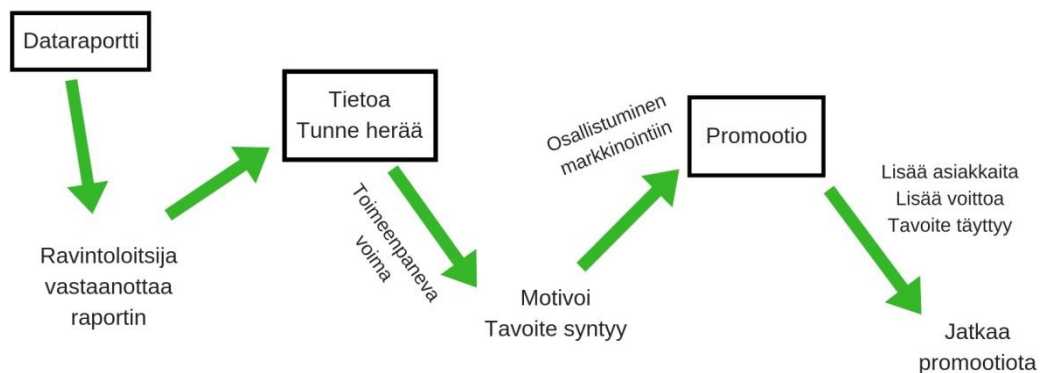 Dataraportti
Ravintoloitsija
vastaanottaa
raportin
Tietoa
Tunne herää
Toimeenpaneva
voima
Motivoi
Tavoite syntyy
Osallistuminen
markkinointiin
Promootio
Lisää asiakkaita
Lisää voittoa
Tavoite täyttyy
Jatkaa
promootiota